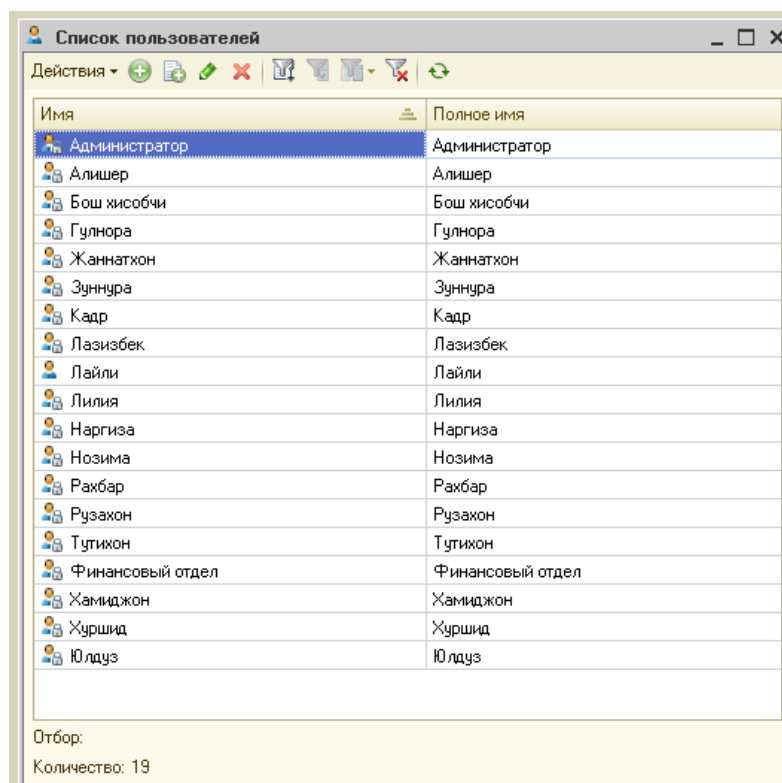 Список пользователей
Действия
Имя Полное имя
Администратор Администратор
Алишер Алишер
Бош хисобчи Бош хисобчи
Гулнора Гулнора
Жаннатхон Жаннатхон
Зуннура Зуннура
Кадр Кадр
Лазизбек Лазизбек
Лайли Лайли
Лилия Лилия
Наргиза Наргиза
Нозима Нозима
Рахбар Рахбар
Рузахон Рузахон
Тутихон Тутихон
Финансовый отдел Финансовый отдел
Хамиджон Хамиджон
Хуршид Хуршид
Юлдуз Юлдуз
Отбор:
Количество: 19